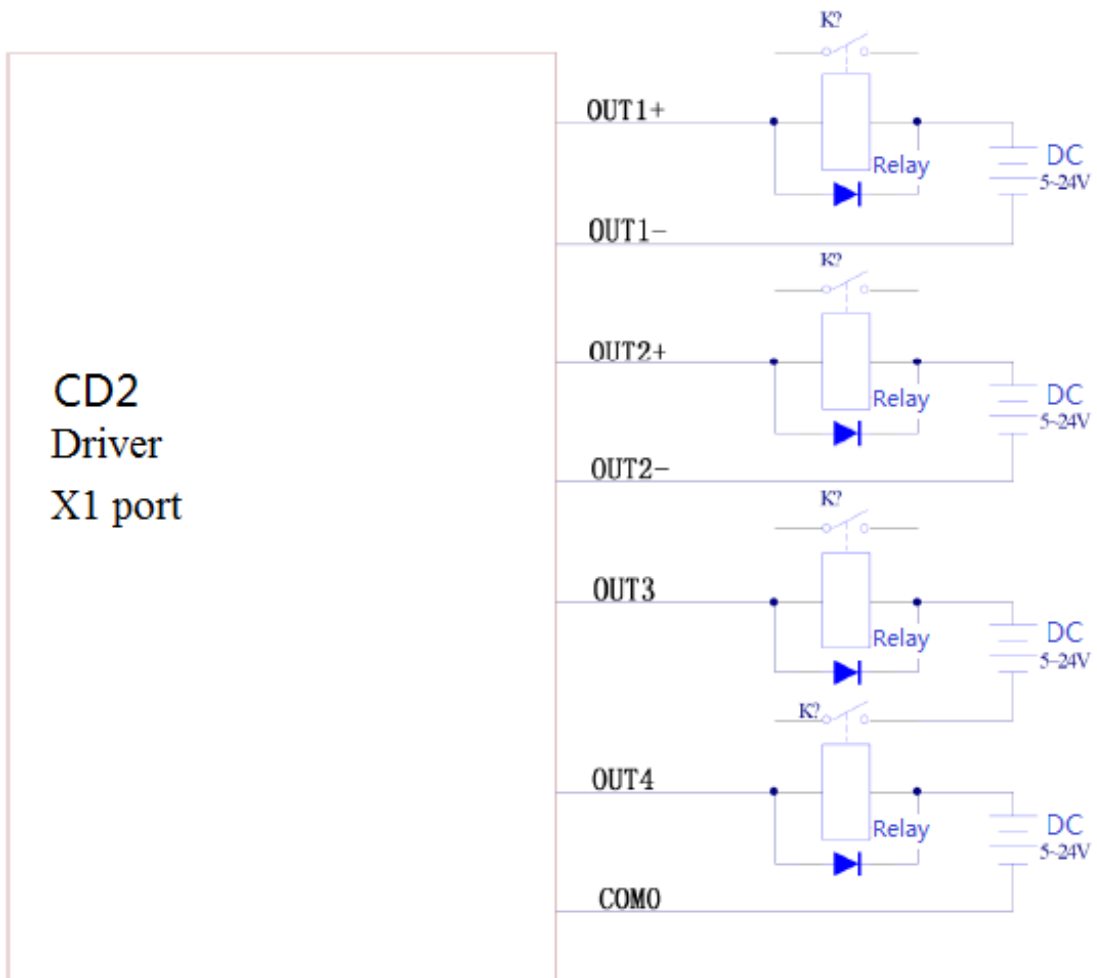 K?
OUT1+
Relay
DC
5~24V
OUT1-
K?
OUT2+
Relay
DC
5~24V
OUT2-
CD2
Driver
X1 port
K?
OUT3
Relay
DC
5~24V
K?
OUT4
Relay
DC
5~24V
COMO